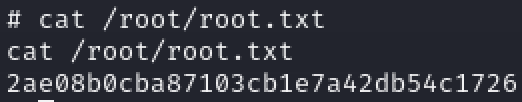 # cat /root/root.txt
cat /root/root.txt
2ae08b0cba87103cb1e7a42db54c1726